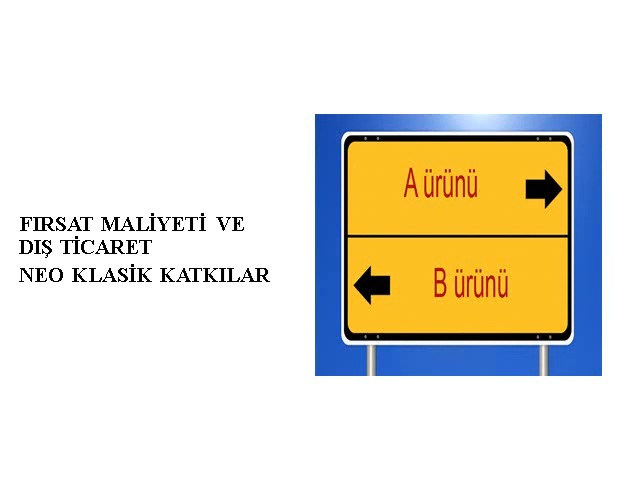 FIRSAT MALİYETİ VE
DIŞ TİCARET
NEO KLASİK KATKILAR
A ürünü
B ürünü